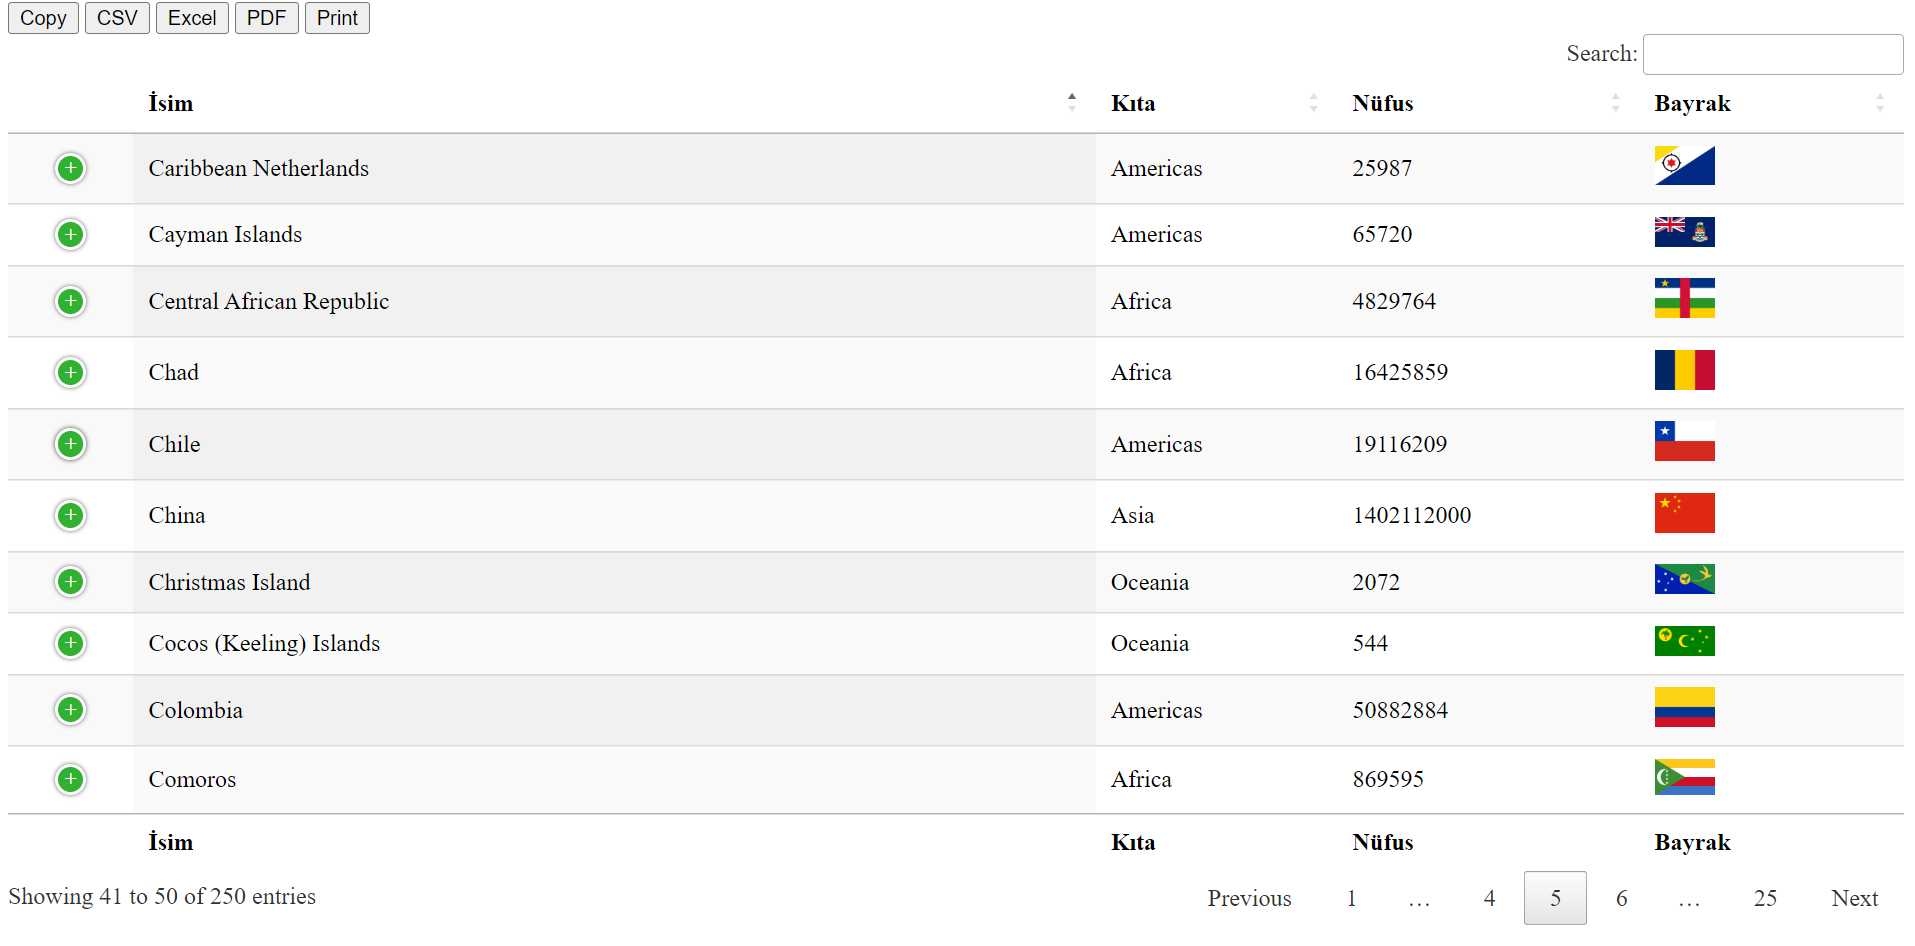 Copy CSV Excel PDF Print
Search:
İsim Kıta Nüfus Bayrak
Caribbean Netherlands Americas 25987
Cayman Islands Americas 65720
Central African Republic Africa 4829764
Chad Africa 16425859
Chile Americas 19116209
China Asia 1402112000
Christmas Island Oceania 2072
Cocos (Keeling) Islands Oceania 544
Colombia Americas 50882884
Comoros Africa 869595
İsim Kıta Nüfus Bayrak
Showing 41 to 50 of 250 entries Previous 1 … 4 5 6 … 25 Next